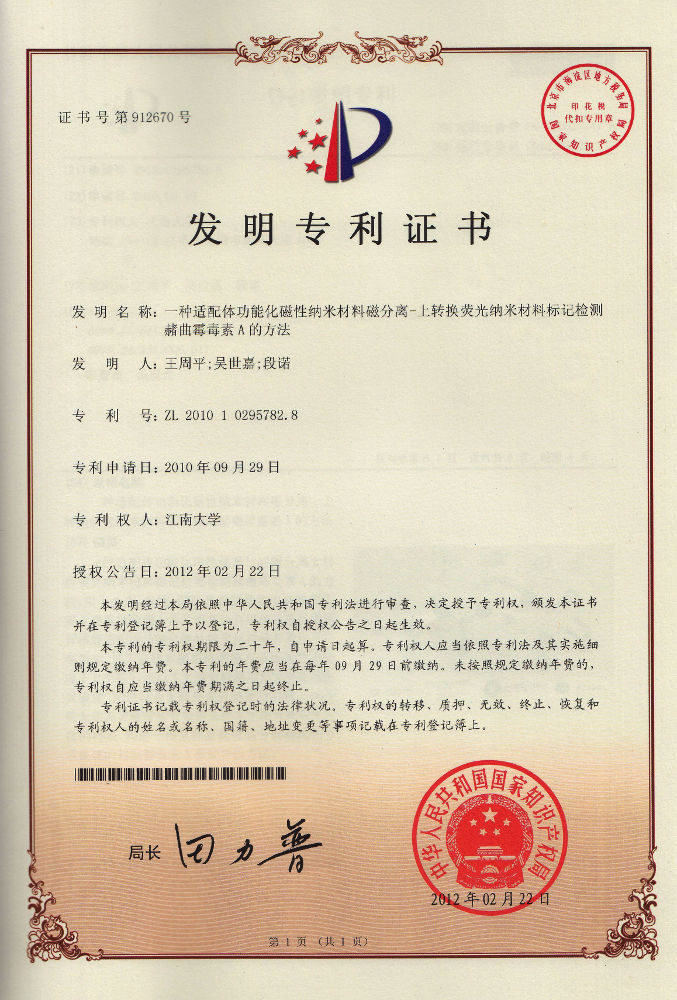 证书号第912670号
北京市海淀区地方税务局
印花税
代扣专用章
国家知识产权局
发明专利证书
发明名称：一种适配体功能化磁性纳米材料磁分离-上转换荧光纳米材料标记检测
赭曲霉毒素A的方法
发明人：王周平;吴世嘉;段诺
专利号：ZL 2010 1 0295782.8
专利申请日：2010年09月29日
专利权人：江南大学
授权公告日：2012年02月22日
本发明经过本局依照中华人民共和国专利法进行审查，决定授予专利权，颁发本证书
并在专利登记簿上予以登记，专利权自授权公告之日起生效。
本专利的专利权期限为二十年，自申请日起算。专利权人应当依照专利法及其实施细
则规定缴纳年费。本专利的年费应当在每年09月29日前缴纳。未按照规定缴纳年费的，
专利权自应当缴纳年费期满之日起终止。
专利证书记载专利权登记时的法律状况。专利权的转移、质押、无效、终止、恢复和
专利权人的姓名或名称、国籍、地址变更等事项记载在专利登记簿上。
局长 田力普
中华人民共和国国家知识产权局
2012年02月22日
第1页（共1页）